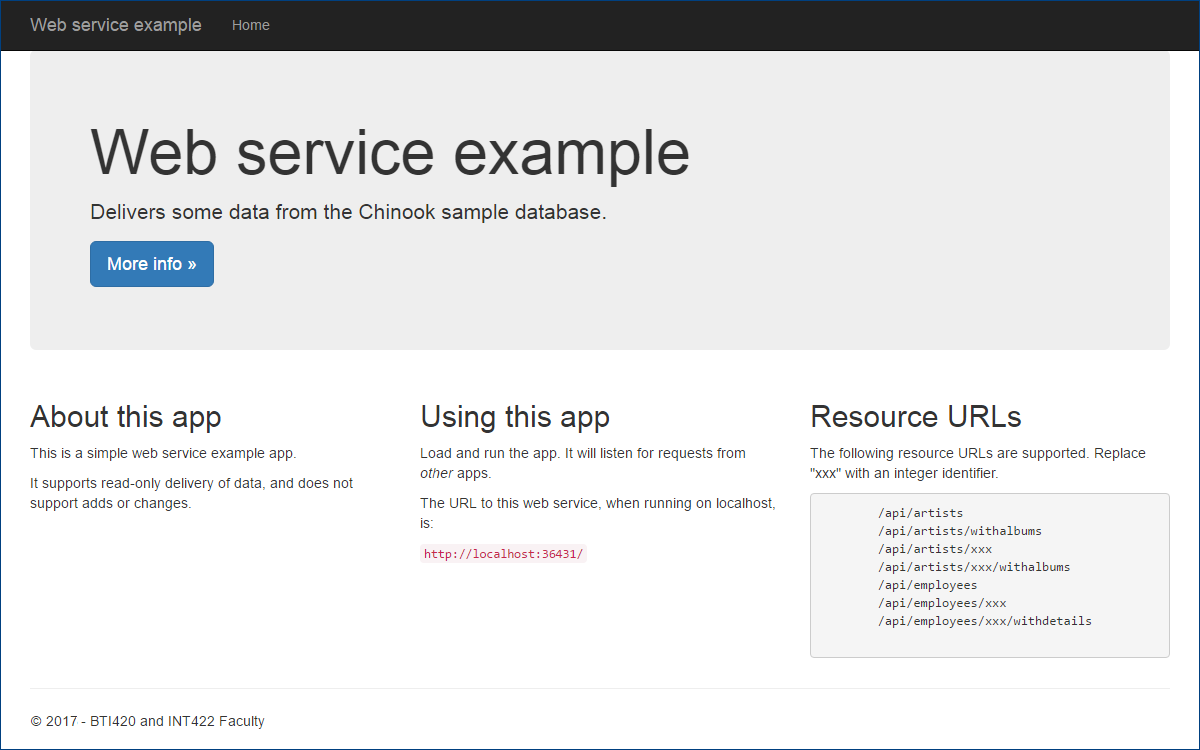 Web service example Home
Web service example
Delivers some data from the Chinook sample database.
More info »
About this app
This is a simple web service example app.
It supports read-only delivery of data, and does not
support adds or changes.
Using this app
Load and run the app. It will listen for requests from
other apps.
The URL to this web service, when running on localhost,
is:
http://localhost:36431/
Resource URLs
The following resource URLs are supported. Replace
"xxx" with an integer identifier.
/api/artists
/api/artists/withalbums
/api/artists/xxx
/api/artists/xxx/withalbums
/api/employees
/api/employees/xxx
/api/employees/xxx/withdetails
© 2017 - BTI420 and INT422 Faculty